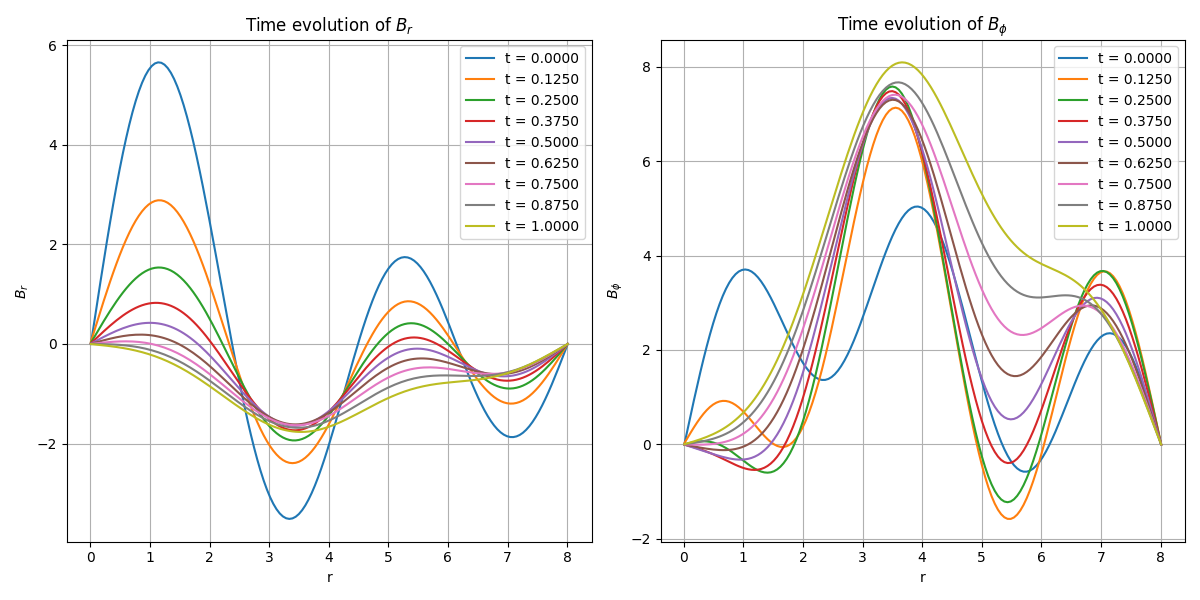 Time evolution of $B_r$
6
4
2
0
−2
B_r
0 1 2 3 4 5 6 7 8
r
t = 0.0000
t = 0.1250
t = 0.2500
t = 0.3750
t = 0.5000
t = 0.6250
t = 0.7500
t = 0.8750
t = 1.0000
Time evolution of $B_\phi$
8
6
4
2
0
−2
B_ϕ
0 1 2 3 4 5 6 7 8
r
t = 0.0000
t = 0.1250
t = 0.2500
t = 0.3750
t = 0.5000
t = 0.6250
t = 0.7500
t = 0.8750
t = 1.0000